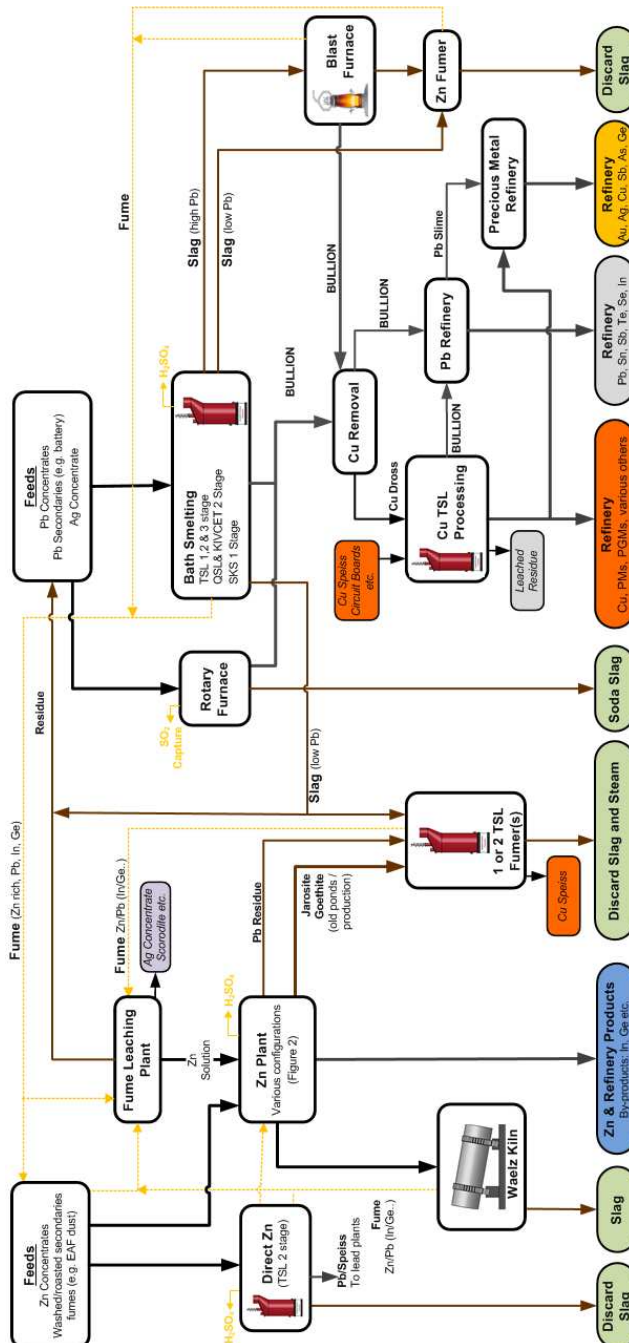 Feeds
Zn Concentrates
Washed/roasted secondaries
fumes (e.g. EAF dust)
Fume (Zn rich, Pb, In, Ge)
Residue
Feeds
Pb Concentrates
Pb Secondaries (e.g. battery)
Ag Concentrate
Fume
Fume Leaching
Plant
Ag Concentrate
Scorodite etc.
Fume Zn/Pb (In/Ge..)
Zn
Solution
H₂SO₄
Direct Zn
(TSL 2 stage)
Pb/Speiss
To lead plants
Fume
Zn/Pb (In/Ge..)
H₂SO₄
Zn Plant
Various configurations
(Figure 2)
Pb Residue
Jarosite
Goethite
(old ponds /
production)
Waelz Kiln
1 or 2 TSL
Fumer(s)
Cu Speiss
Slag
(low Pb)
SO₂
Capture
Rotary
Furnace
H₂SO₄
Bath Smelting
TSL 1,2 & 3 stage
QSL& KIVCET 2 Stage
SKS 1 Stage
Slag (high Pb)
Slag (low Pb)
Blast
Furnace
Zn Fumer
BULLION
BULLION
Cu Removal
BULLION
Cu Dross
Cu Speiss
Circuit Boards
etc.
Cu TSL
Processing
Leached
Residue
BULLION
Pb Refinery
Pb Slime
Precious Metal
Refinery
Discard
Slag
Slag
Zn & Refinery Products
By-products: In, Ge etc.
Discard Slag and Steam
Soda Slag
Refinery
Cu, PMs, PGMs, various others
Refinery
Pb, Sn, Sb, Te, Se, In
Refinery
Au, Ag, Cu, Sb, As, Ge
Discard
Slag